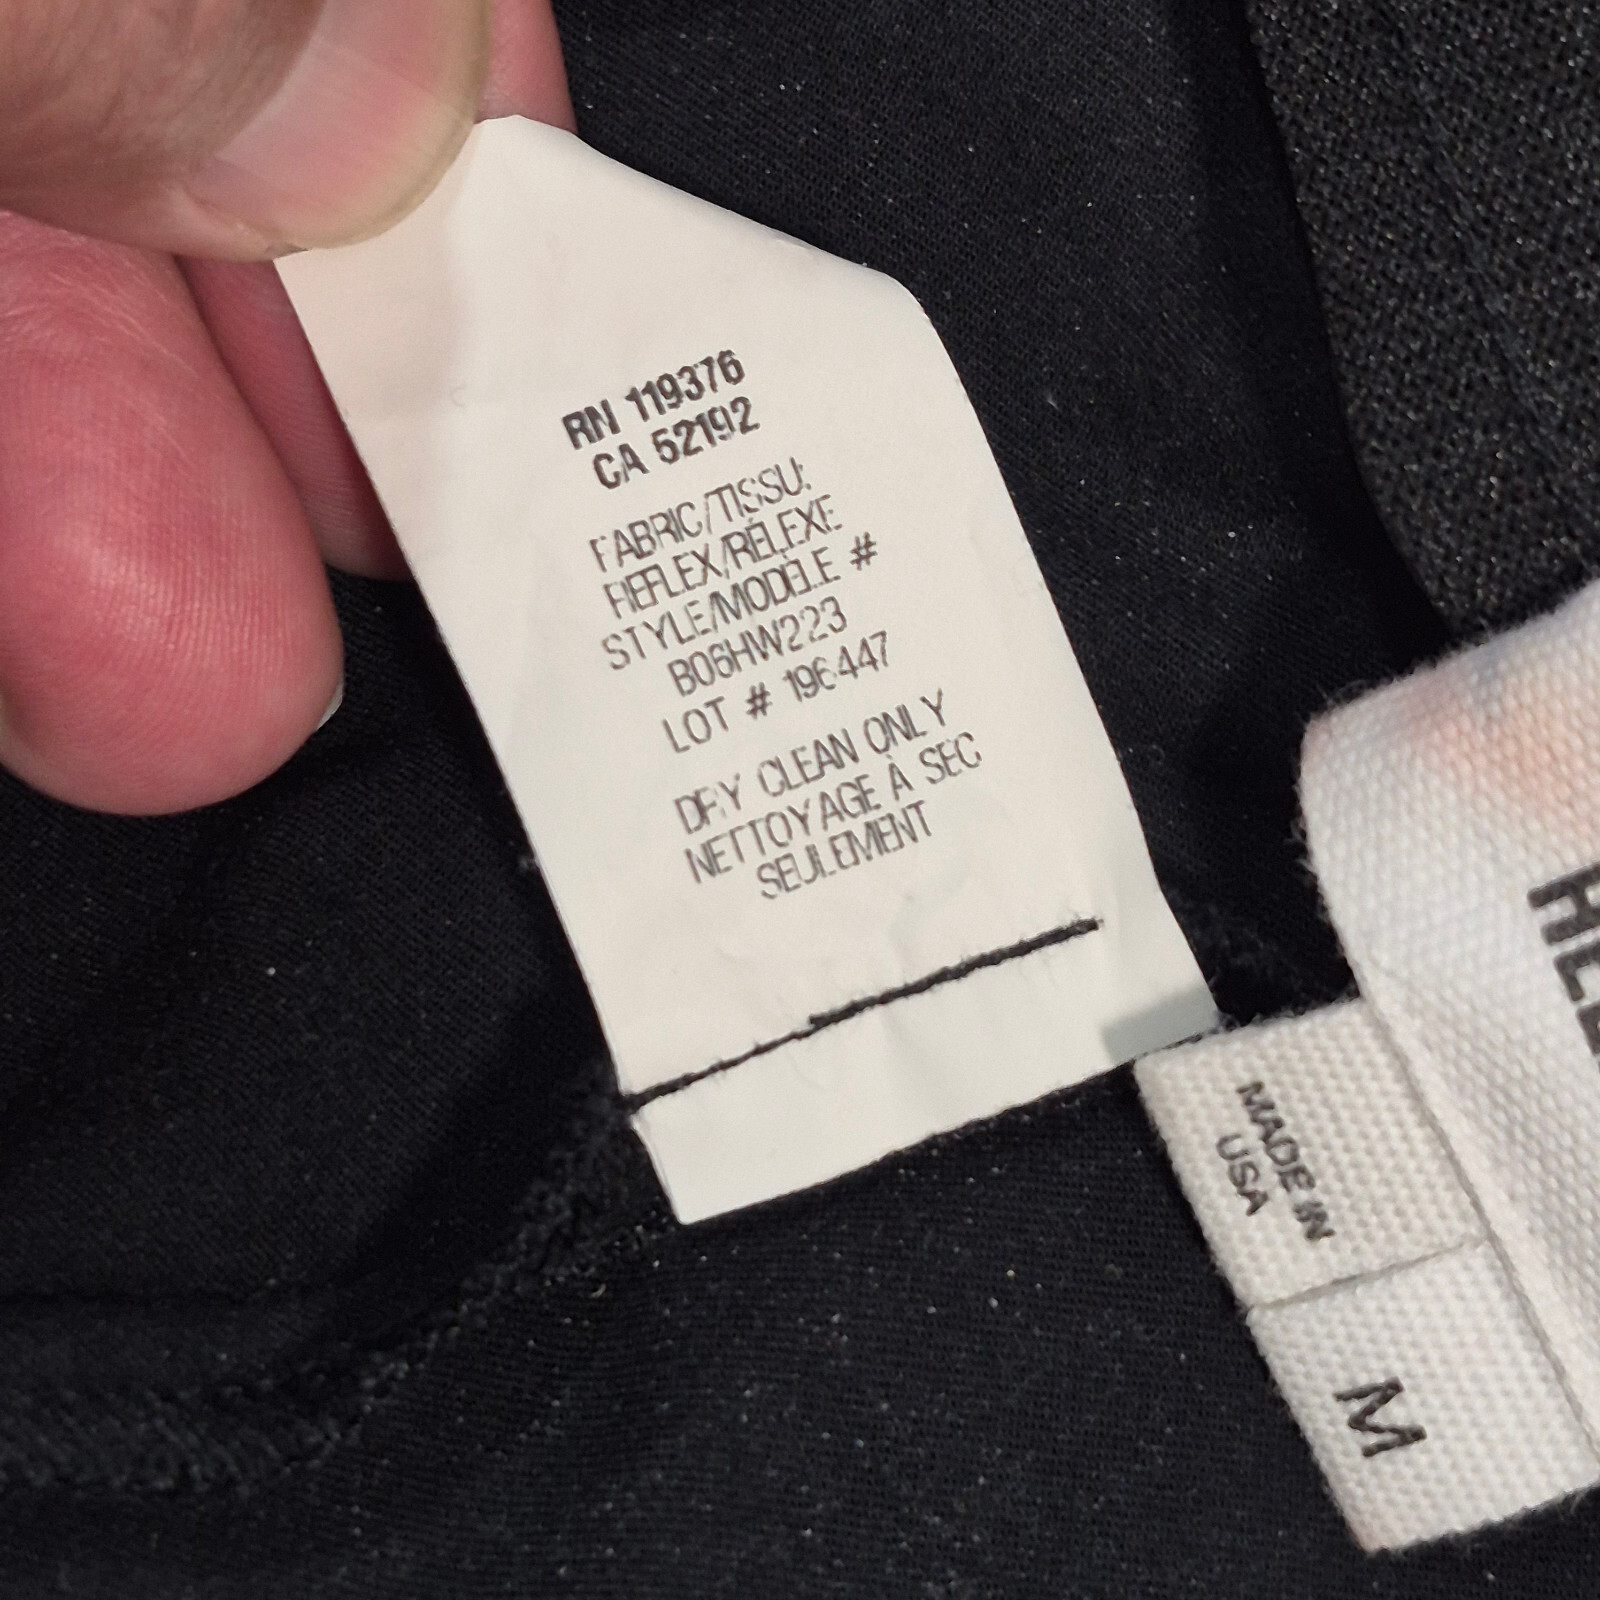 RN 119376
CA 52192
FABRIC/TISSU:
REFLEX/RÉLEXE
STYLE/MODÈLE #
B06HW223
LOT # 196447
DRY CLEAN ONLY
NETTOYAGE À SEC
SEULEMENT
MADE IN
USA
M